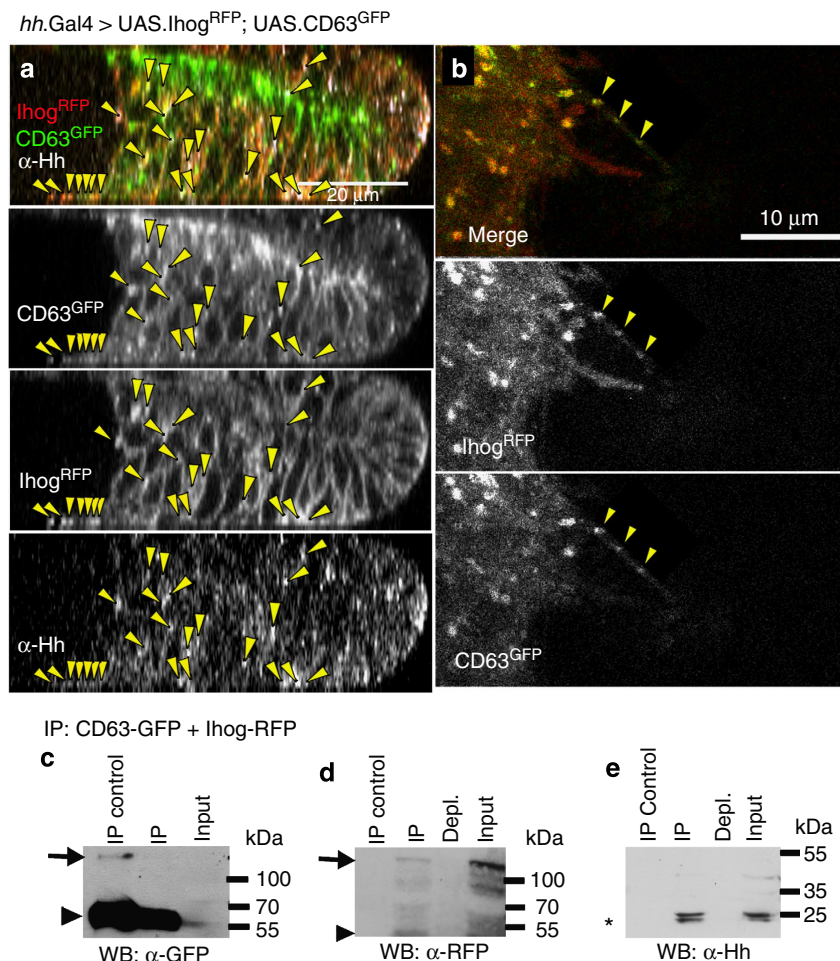 hh.Gal4 > UAS.Ihog^RFP; UAS.CD63^GFP
a
Ihog^RFP
CD63^GFP
α-Hh
20 μm
CD63^GFP
Ihog^RFP
α-Hh
b
Merge
10 μm
Ihog^RFP
CD63^GFP
IP: CD63-GFP + Ihog-RFP
c
IP control
IP
Input
kDa
100
70
55
WB: α-GFP
d
IP control
IP
Depl.
Input
kDa
100
70
55
WB: α-RFP
e
IP Control
IP
Depl.
Input
kDa
55
35
25
*
WB: α-Hh